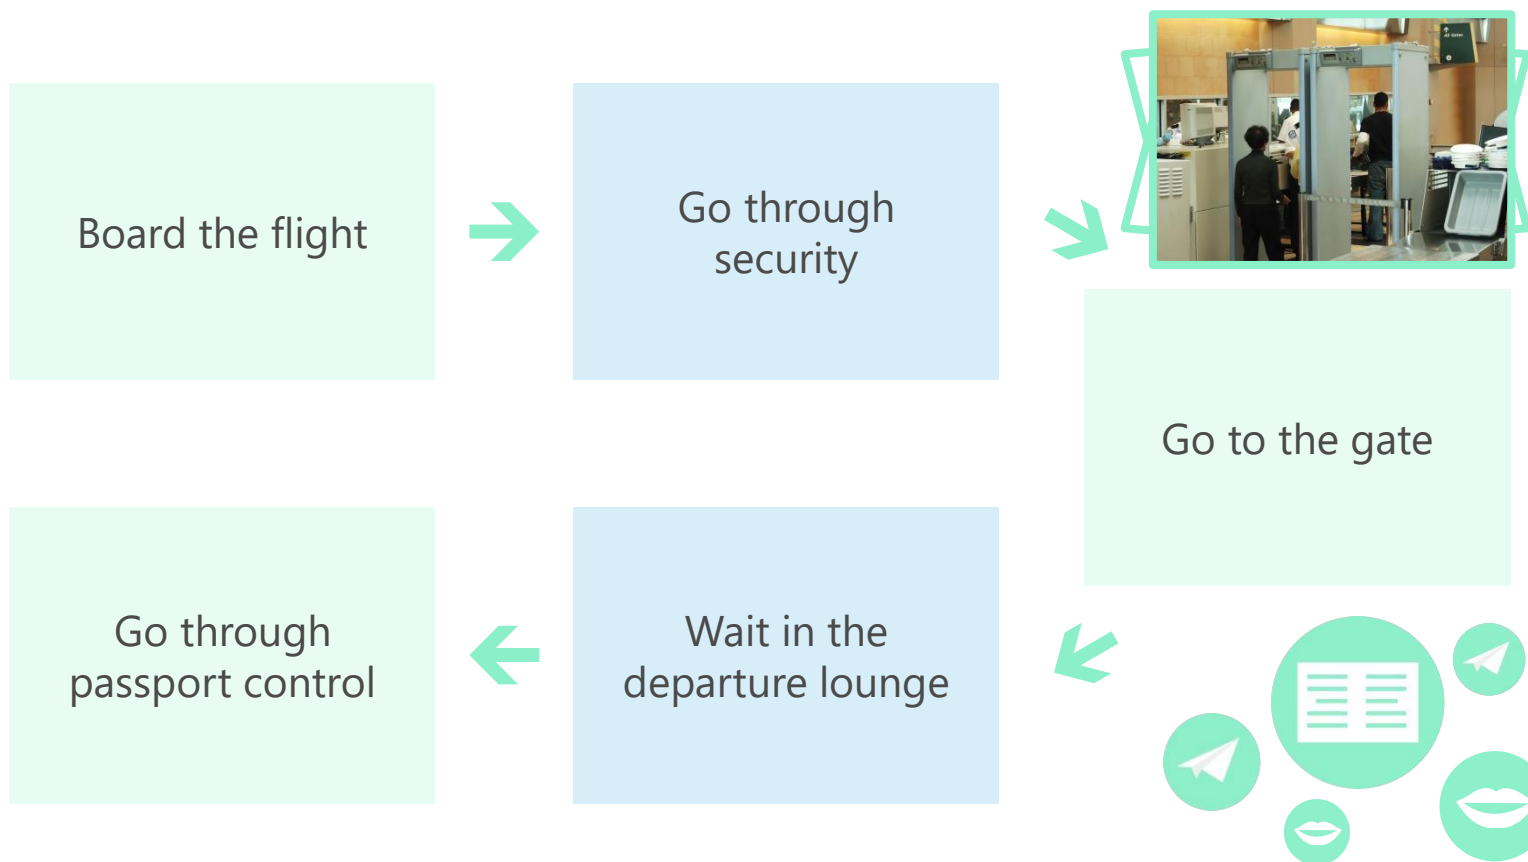 Board the flight
Go through
security
Go to the gate
Wait in the
departure lounge
Go through
passport control